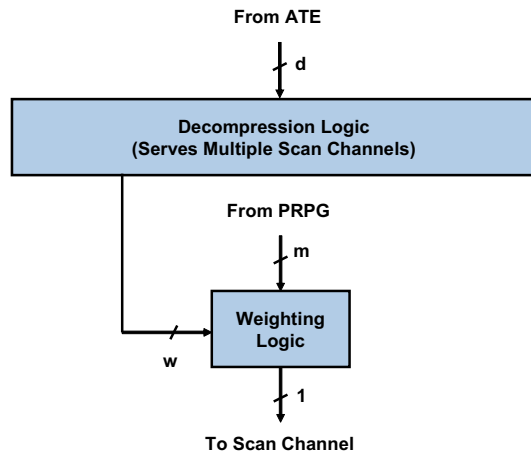 From ATE
d
Decompression Logic
(Serves Multiple Scan Channels)
From PRPG
m
Weighting
Logic
w
1
To Scan Channel